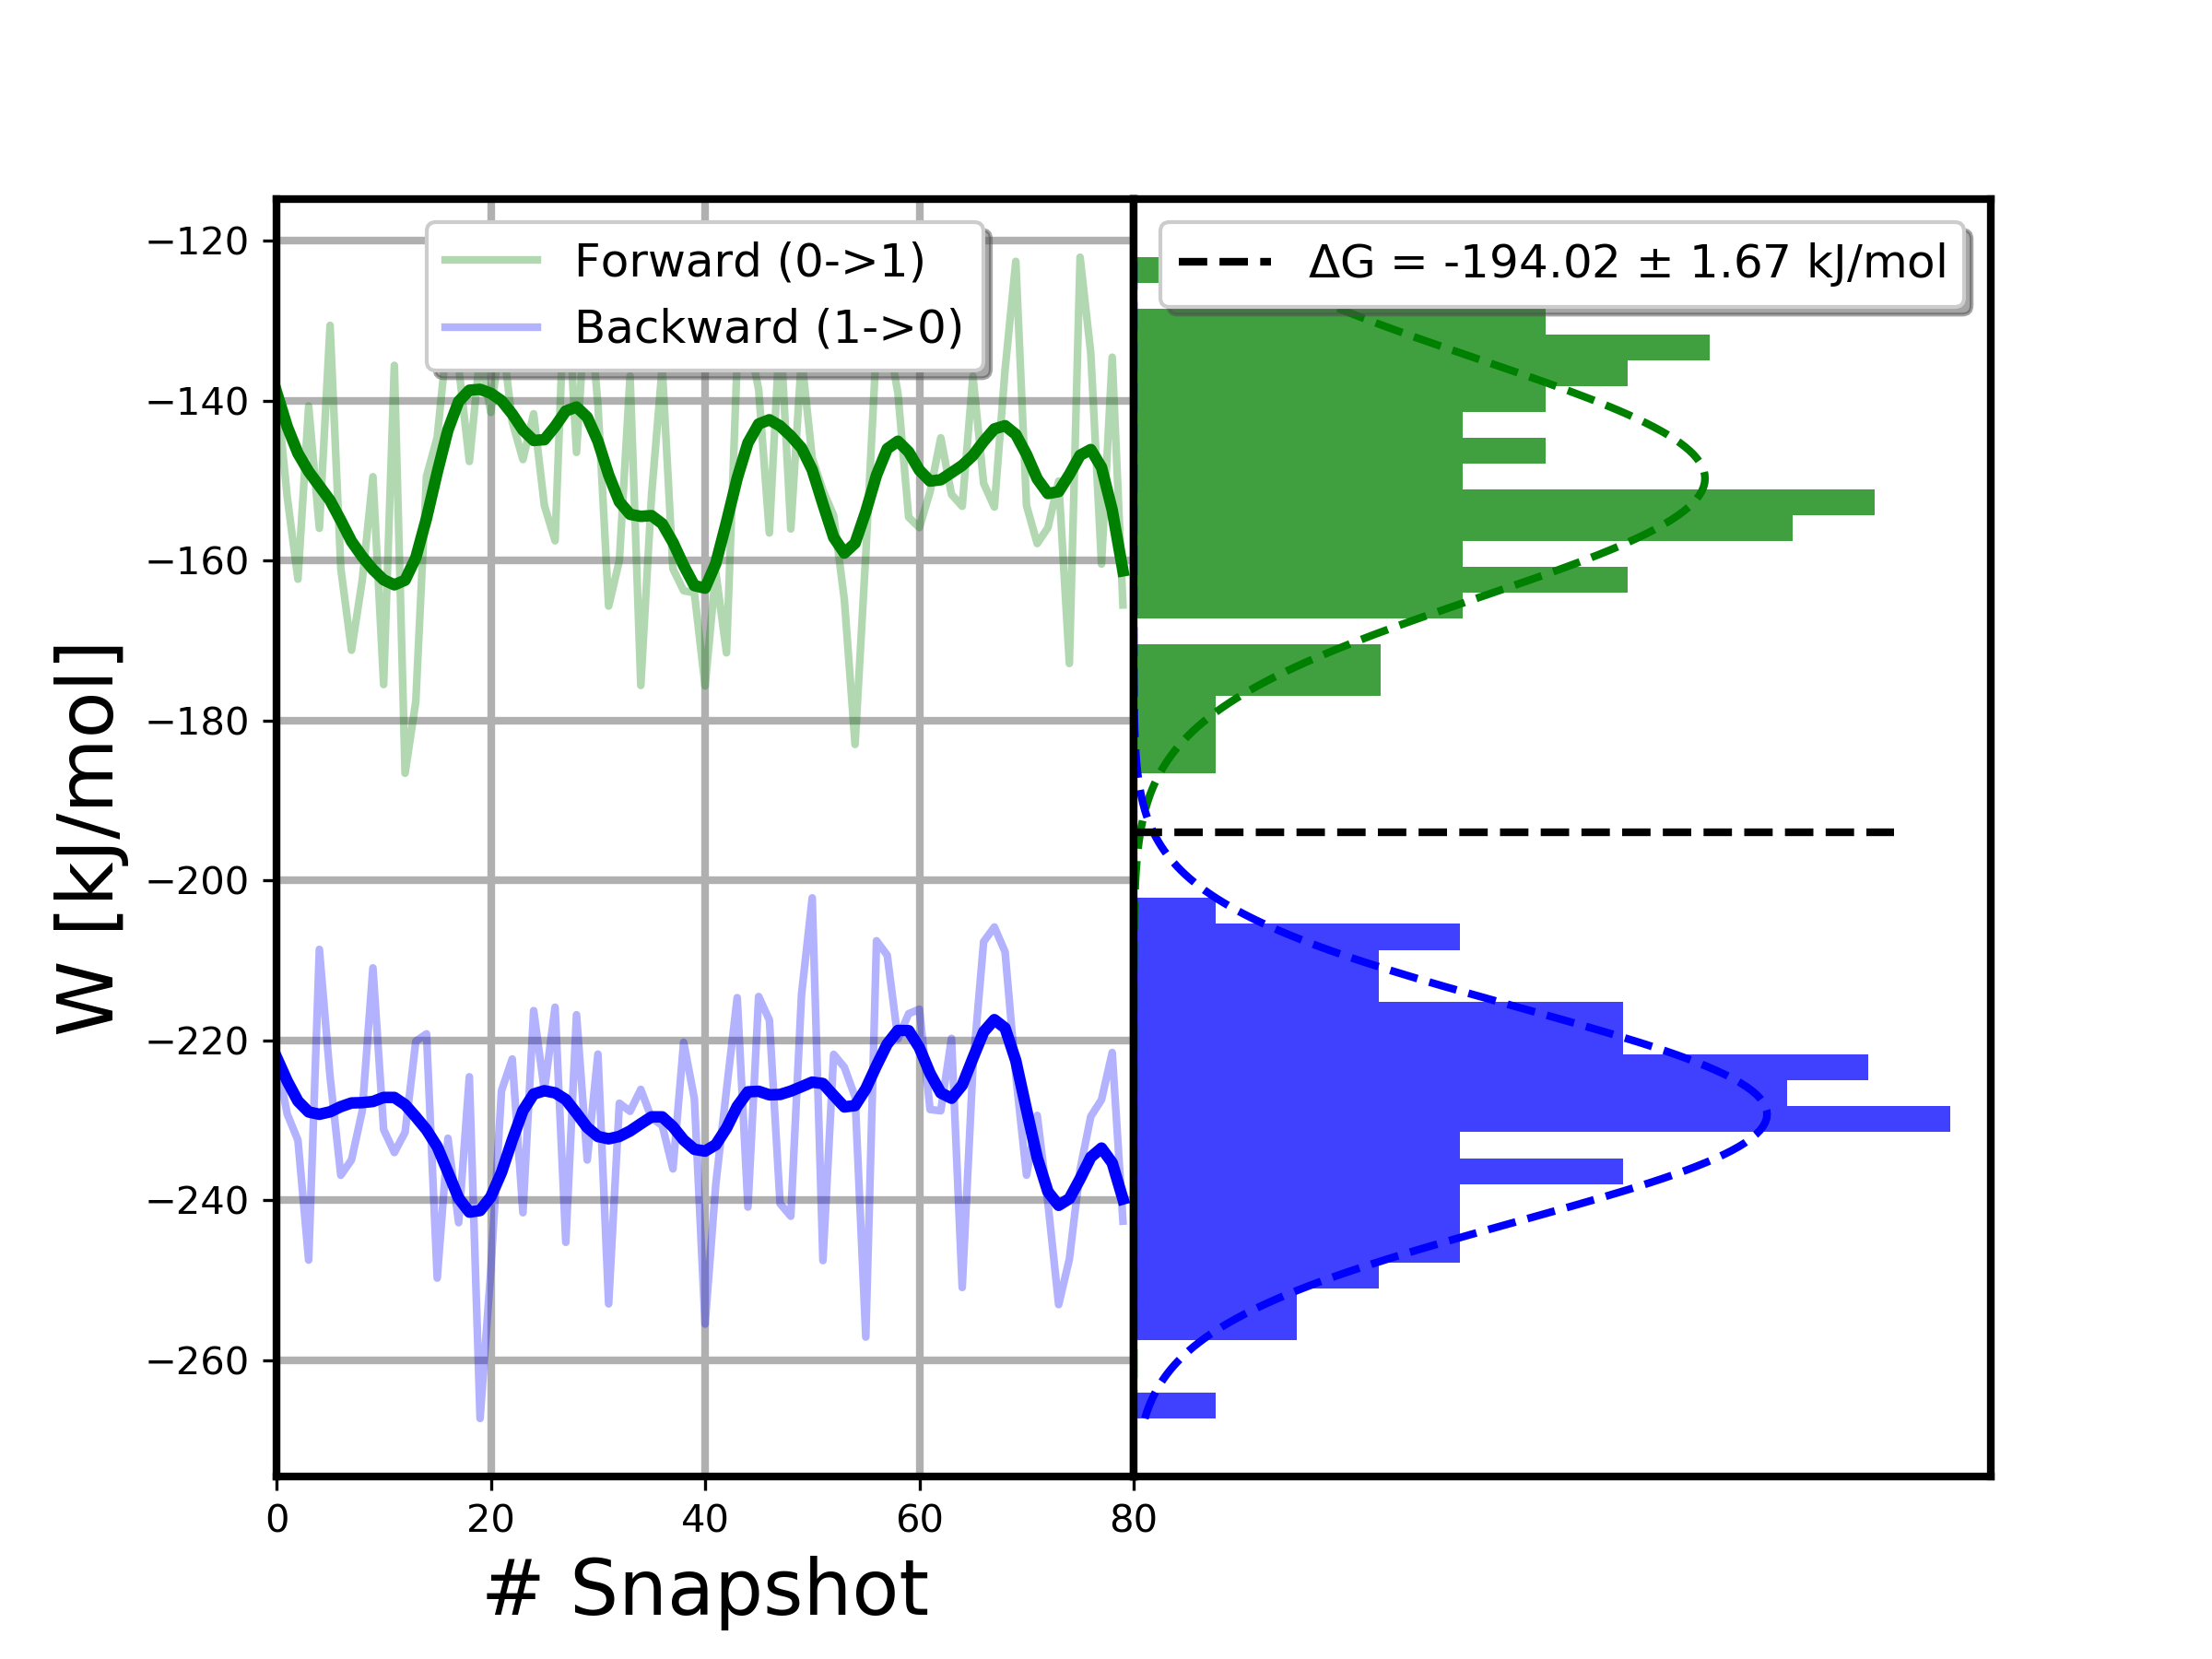 Forward (0->1)
Backward (1->0)
ΔG = -194.02 ± 1.67 kJ/mol
−120
−140
−160
−180
−200
−220
−240
−260
W [kJ/mol]
0 20 40 60 80
# Snapshot